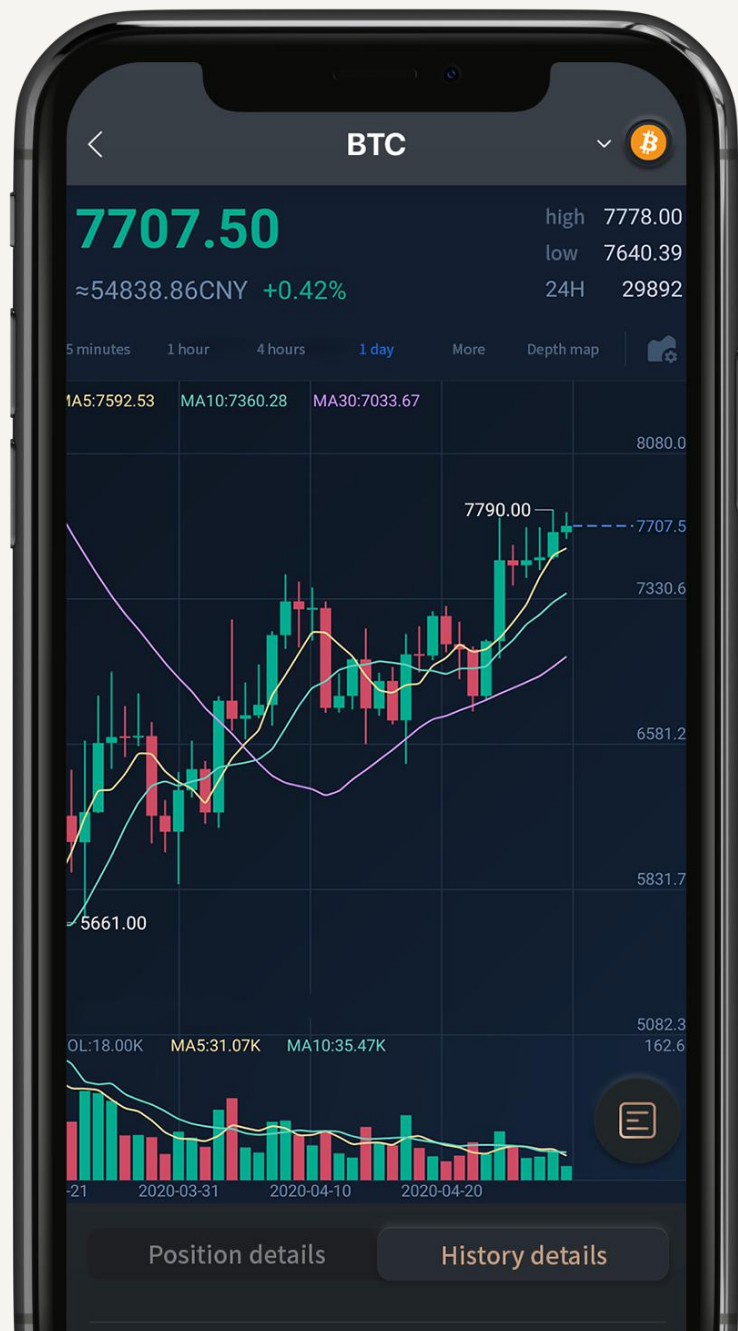 BTC
7707.50
≈54838.86CNY +0.42%
high 7778.00
low 7640.39
24H 29892
5 minutes 1 hour 4 hours 1 day More Depth map
MA5:7592.53 MA10:7360.28 MA30:7033.67
8080.0
7790.00
7707.5
7330.6
6581.2
5831.7
5661.00
5082.3
OL:18.00K MA5:31.07K MA10:35.47K
162.6
-21 2020-03-31 2020-04-10 2020-04-20
Position details History details